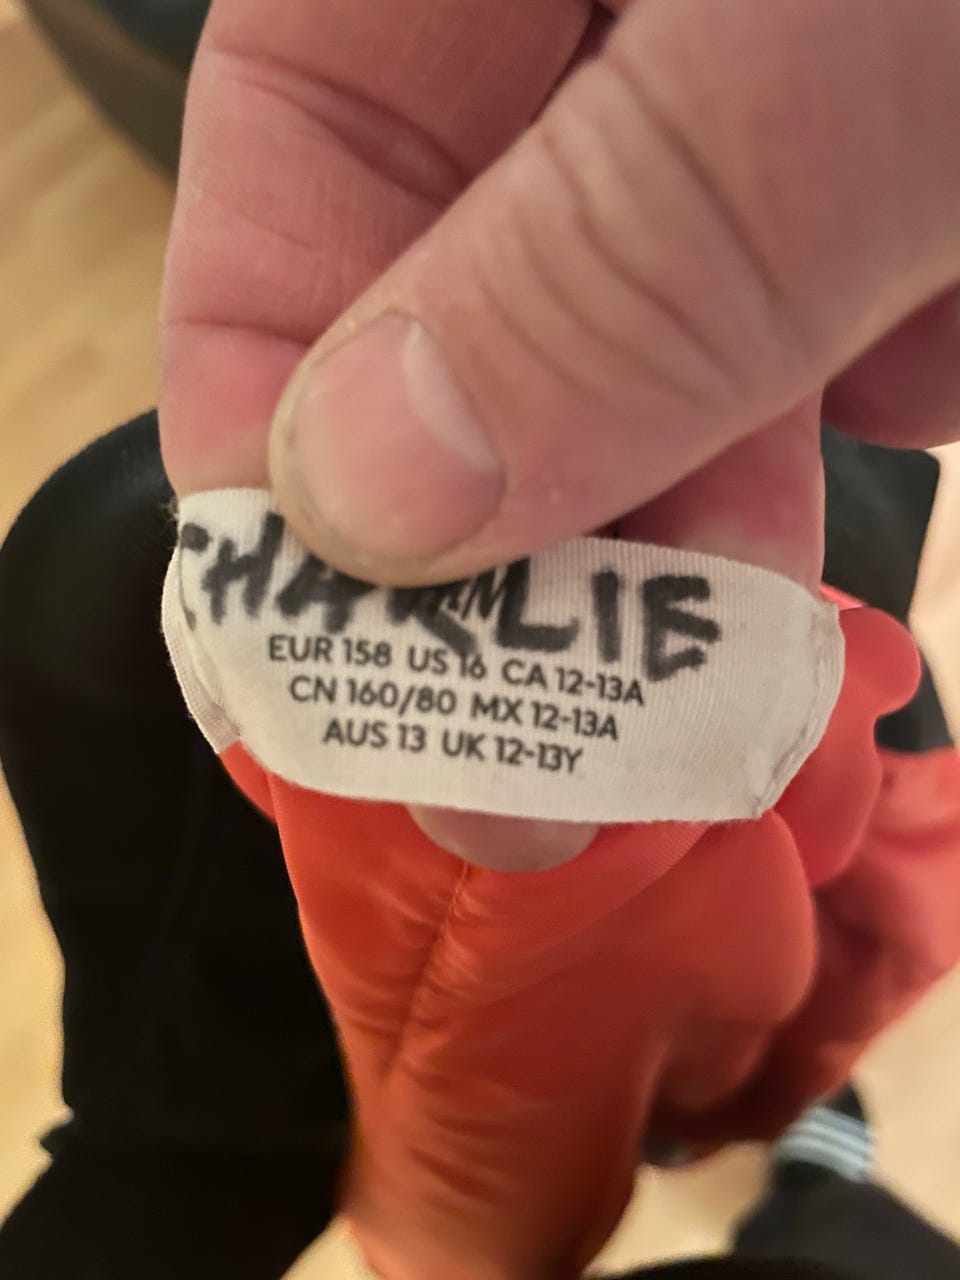 CHARLIE
EUR 158 US 16 CA 12-13A
CN 160/80 MX 12-13A
AUS 13 UK 12-13Y